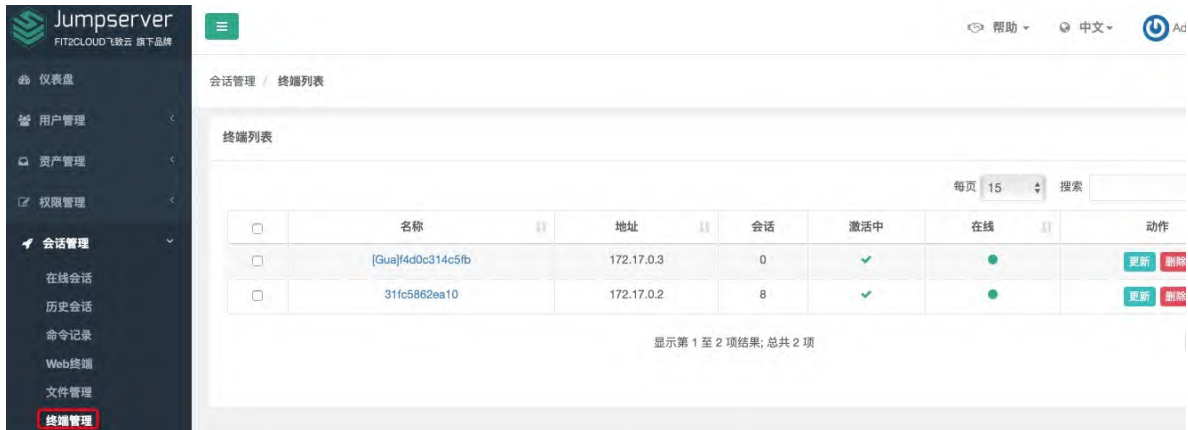 Jumpserver
FIT2CLOUD飞致云 旗下品牌
帮助
中文
Ad
仪表盘
用户管理
资产管理
权限管理
会话管理
在线会话
历史会话
命令记录
Web终端
文件管理
终端管理
会话管理 / 终端列表
终端列表
每页 15 搜索
名称 地址 会话 激活中 在线 动作
[Gua]f4d0c314c5fb 172.17.0.3 0 更新 删除
31fc5862ea10 172.17.0.2 8 更新 删除
显示第 1 至 2 项结果; 总共 2 项